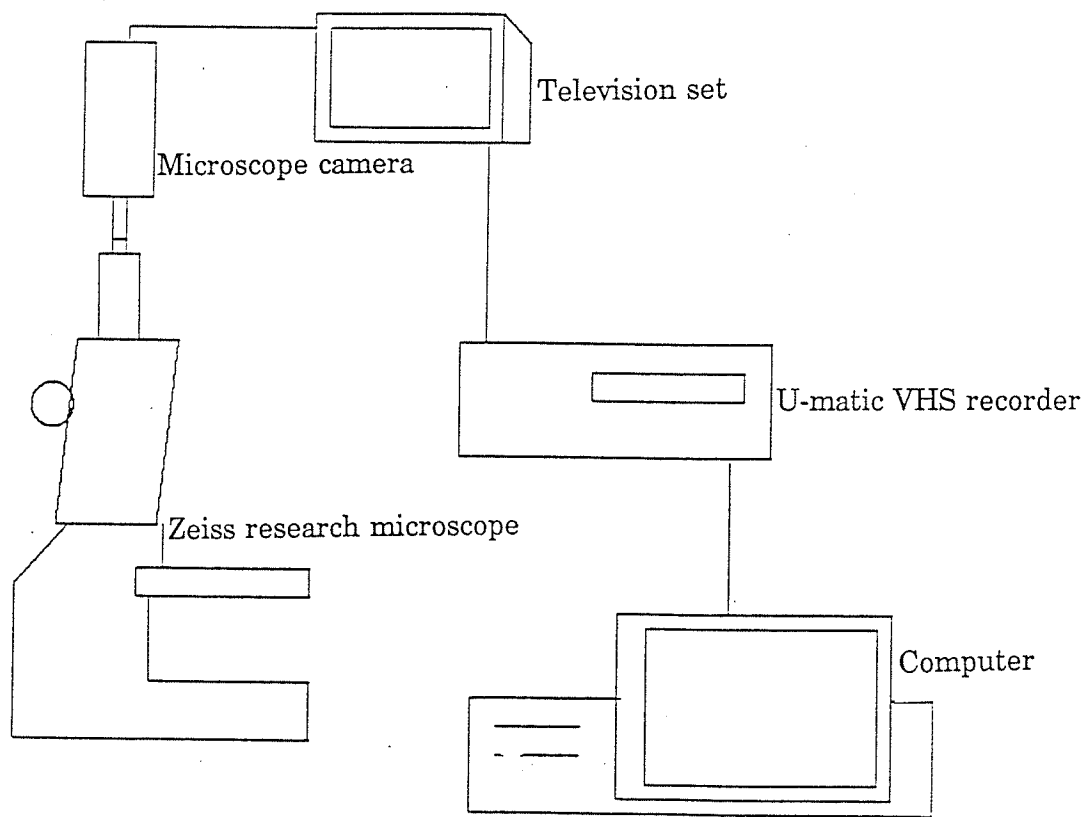 Television set
Microscope camera
U-matic VHS recorder
Zeiss research microscope
Computer